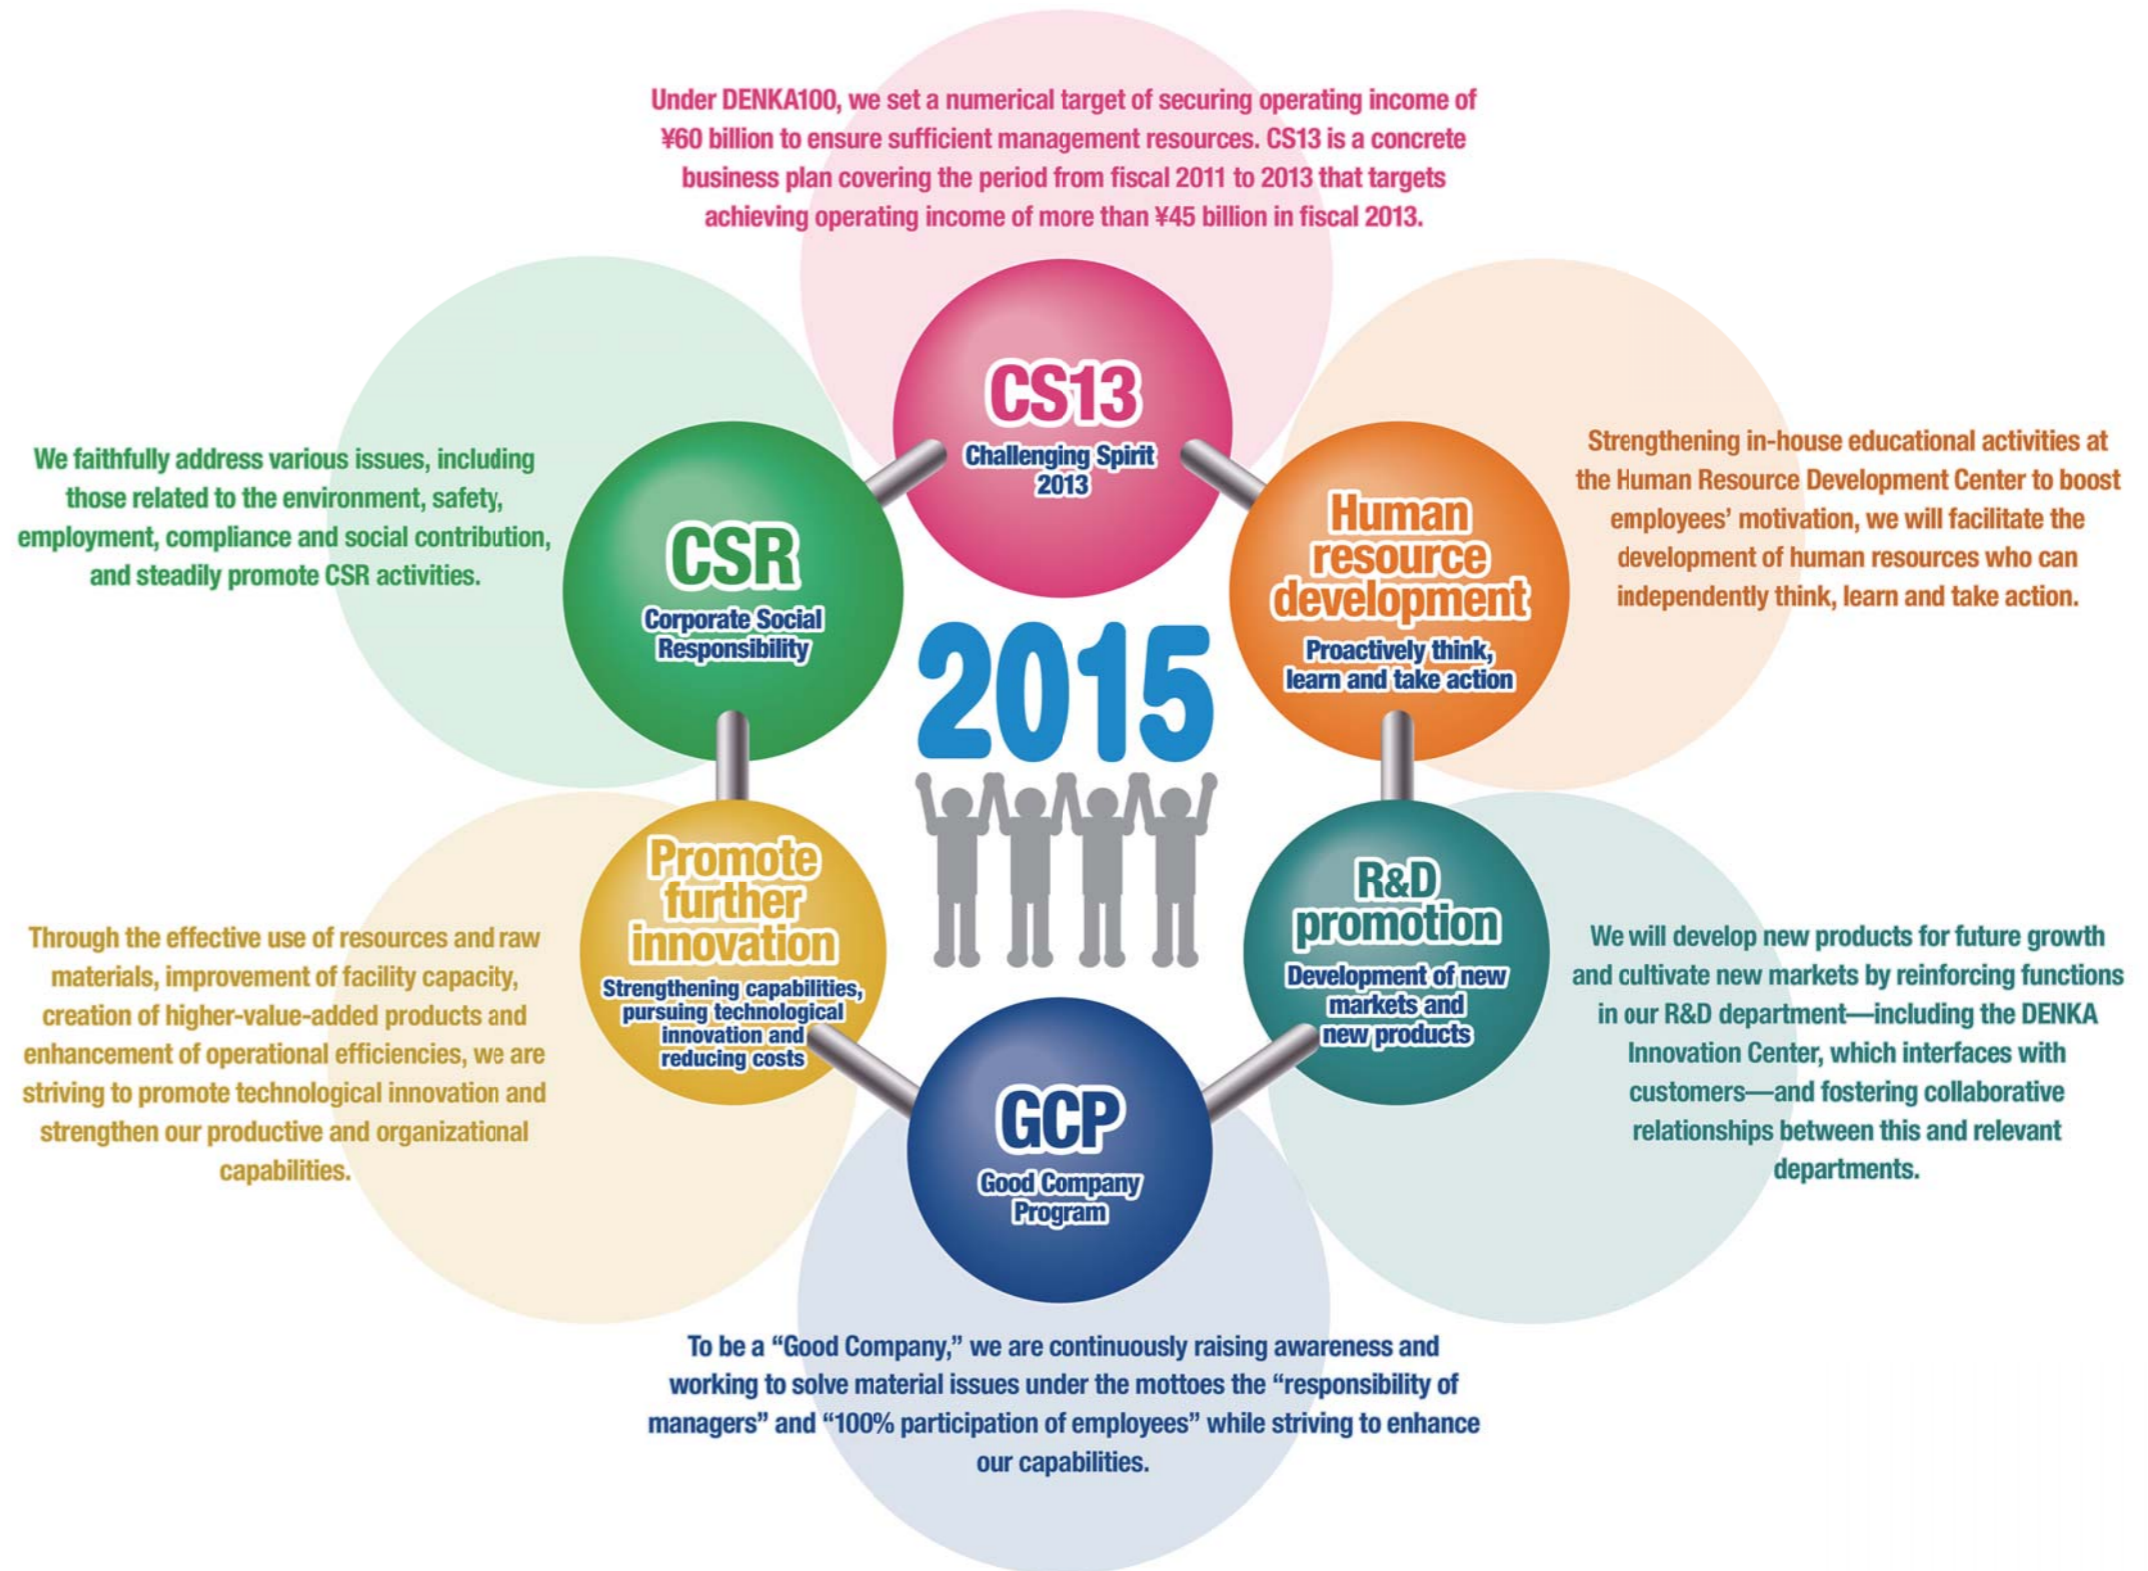 Under DENKA100, we set a numerical target of securing operating income of
¥60 billion to ensure sufficient management resources. CS13 is a concrete
business plan covering the period from fiscal 2011 to 2013 that targets
achieving operating income of more than ¥45 billion in fiscal 2013.
CS13
Challenging Spirit
2013
We faithfully address various issues, including
those related to the environment, safety,
employment, compliance and social contribution,
and steadily promote CSR activities.
CSR
Corporate Social
Responsibility
Human
resource
development
Proactively think,
learn and take action
Strengthening in-house educational activities at
the Human Resource Development Center to boost
employees’ motivation, we will facilitate the
development of human resources who can
independently think, learn and take action.
2015
Through the effective use of resources and raw
materials, improvement of facility capacity,
creation of higher-value-added products and
enhancement of operational efficiencies, we are
striving to promote technological innovation and
strengthen our productive and organizational
capabilities.
Promote
further
innovation
Strengthening capabilities,
pursuing technological
innovation and
reducing costs
R&D
promotion
Development of new
markets and
new products
We will develop new products for future growth
and cultivate new markets by reinforcing functions
in our R&D department—including the DENKA
Innovation Center, which interfaces with
customers—and fostering collaborative
relationships between this and relevant
departments.
GCP
Good Company
Program
To be a “Good Company,” we are continuously raising awareness and
working to solve material issues under the mottoes the “responsibility of
managers” and “100% participation of employees” while striving to enhance
our capabilities.